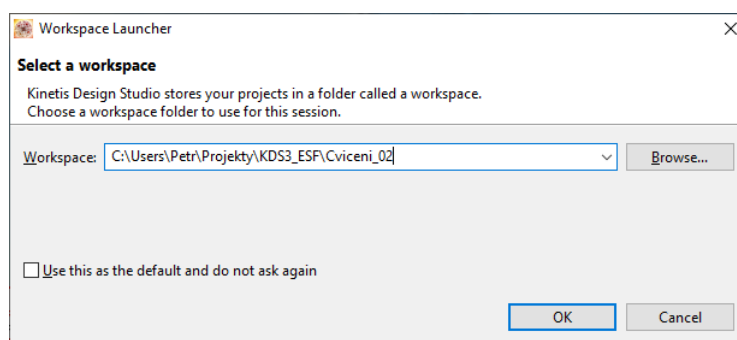 Workspace Launcher
Select a workspace
Kinetis Design Studio stores your projects in a folder called a workspace.
Choose a workspace folder to use for this session.
Workspace: C:\Users\Petr\Projekty\KDS3_ESF\Cviceni_02 Browse...
Use this as the default and do not ask again
OK Cancel